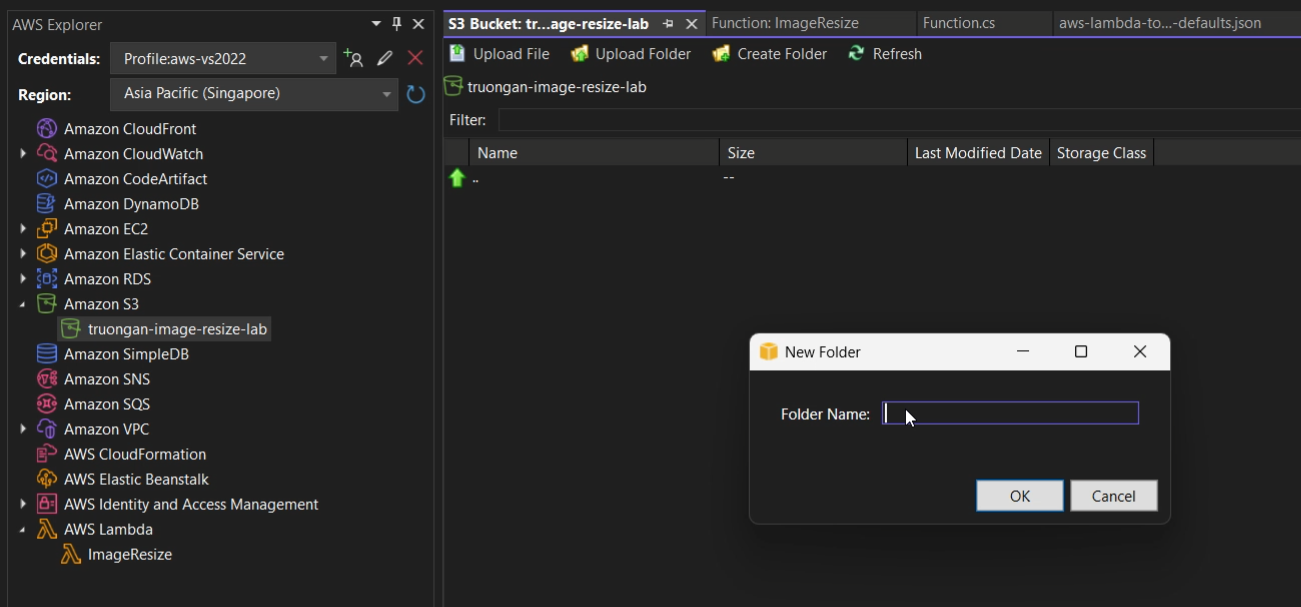 AWS Explorer
Credentials: Profile:aws-vs2022
Region: Asia Pacific (Singapore)
Amazon CloudFront
Amazon CloudWatch
Amazon CodeArtifact
Amazon DynamoDB
Amazon EC2
Amazon Elastic Container Service
Amazon RDS
Amazon S3
truongan-image-resize-lab
Amazon SimpleDB
Amazon SNS
Amazon SQS
Amazon VPC
AWS CloudFormation
AWS Elastic Beanstalk
AWS Identity and Access Management
AWS Lambda
ImageResize
S3 Bucket: tr...age-resize-lab Function: ImageResize Function.cs aws-lambda-to...-defaults.json
Upload File Upload Folder Create Folder Refresh
truongan-image-resize-lab
Filter:
Name Size Last Modified Date Storage Class
.. --
New Folder
Folder Name:
OK Cancel